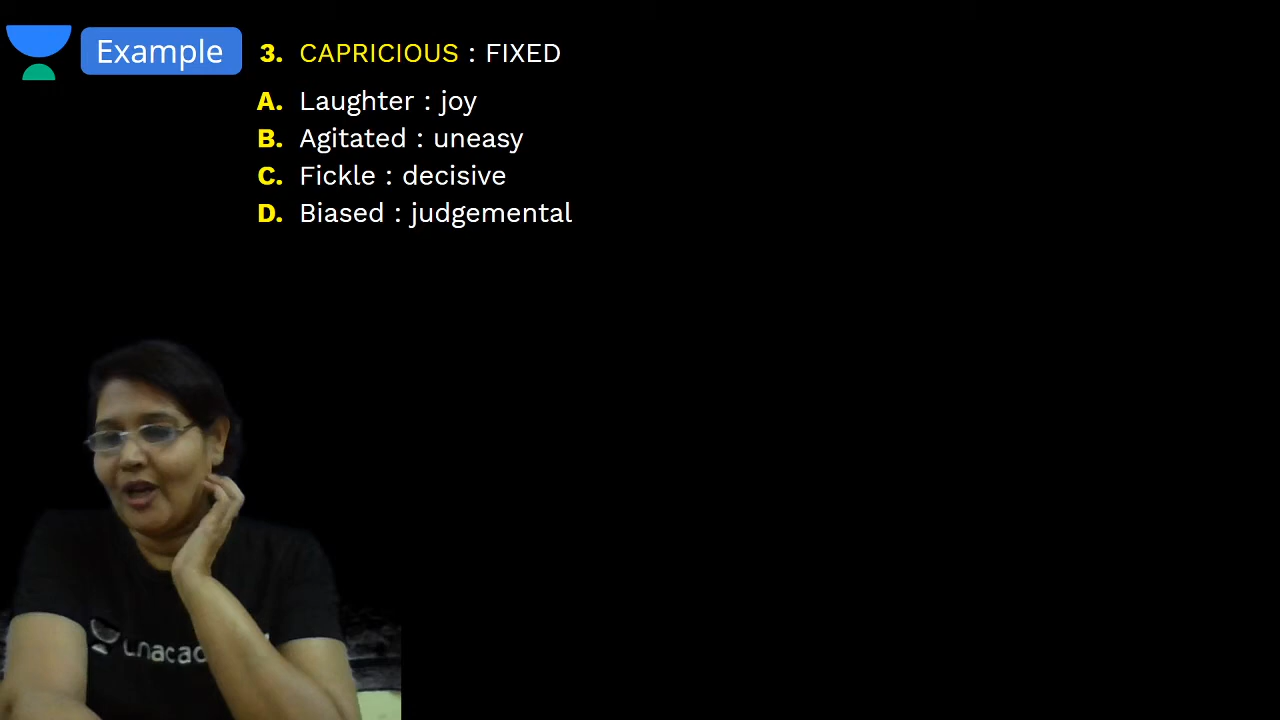 Example 3. CAPRICIOUS : FIXED
A. Laughter : joy
B. Agitated : uneasy
C. Fickle : decisive
D. Biased : judgemental